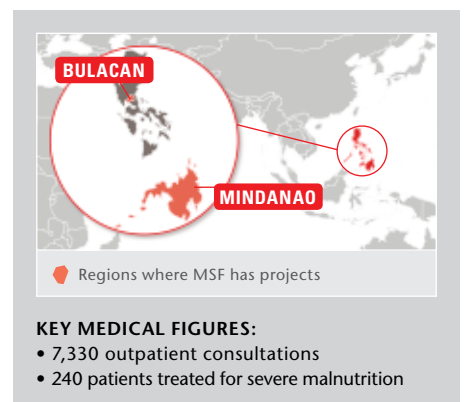 BULACAN
MINDANAO
Regions where MSF has projects
KEY MEDICAL FIGURES:
• 7,330 outpatient consultations
• 240 patients treated for severe malnutrition